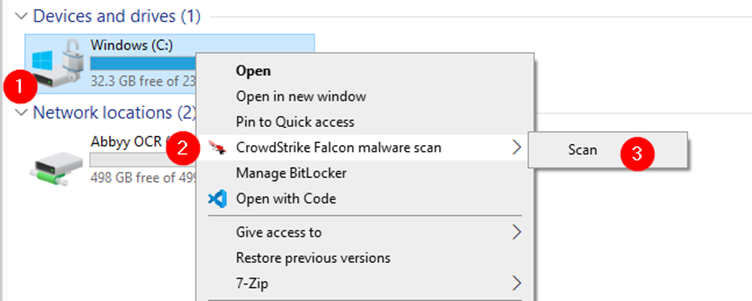 Devices and drives (1)
Windows (C:)
32.3 GB free of 23
1
Open
Open in new window
Pin to Quick access
Network locations (2)
Abbyy OCR (
498 GB free of 499
2
CrowdStrike Falcon malware scan
Scan
3
Manage BitLocker
Open with Code
Give access to
Restore previous versions
7-Zip